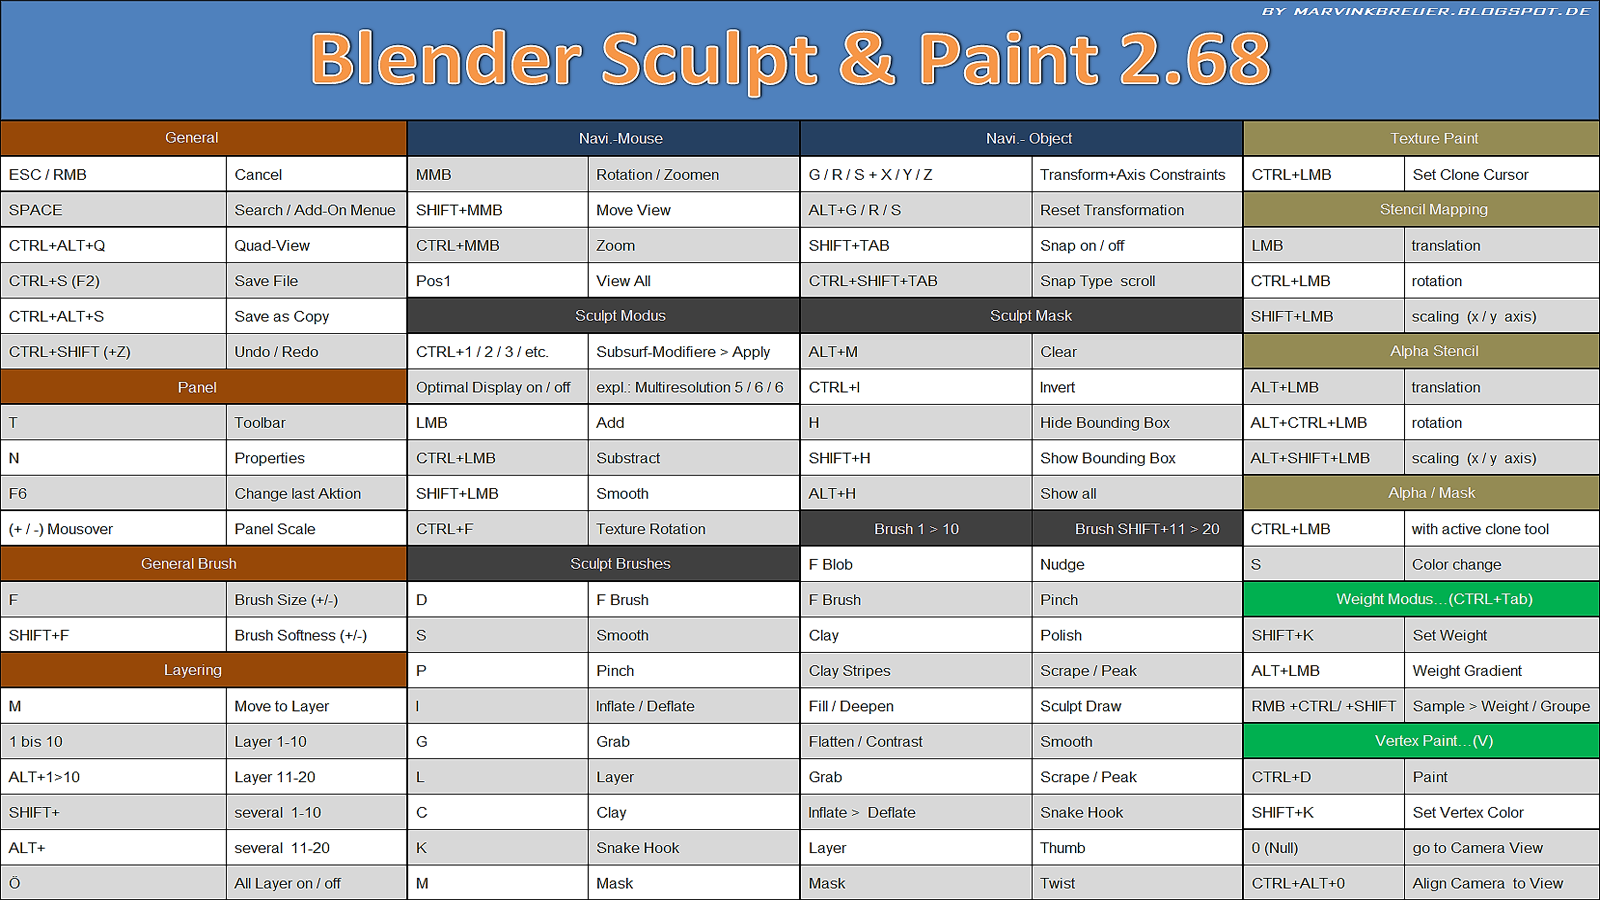 BY MARVINKBREUER.BLOGSPOT.DE
Blender Sculpt & Paint 2.68
General
ESC / RMB Cancel
SPACE Search / Add-On Menue
CTRL+ALT+Q Quad-View
CTRL+S (F2) Save File
CTRL+ALT+S Save as Copy
CTRL+SHIFT (+Z) Undo / Redo
Panel
T Toolbar
N Properties
F6 Change last Aktion
(+ / -) Mousover Panel Scale
General Brush
F Brush Size (+/-)
SHIFT+F Brush Softness (+/-)
Layering
M Move to Layer
1 bis 10 Layer 1-10
ALT+1>10 Layer 11-20
SHIFT+ several 1-10
ALT+ several 11-20
Ö All Layer on / off
Navi.-Mouse
MMB Rotation / Zoomen
SHIFT+MMB Move View
CTRL+MMB Zoom
Pos1 View All
Sculpt Modus
CTRL+1 / 2 / 3 / etc. Subsurf-Modifiere > Apply
Optimal Display on / off expl.: Multiresolution 5 / 6 / 6
LMB Add
CTRL+LMB Substract
SHIFT+LMB Smooth
CTRL+F Texture Rotation
Sculpt Brushes
D F Brush
S Smooth
P Pinch
I Inflate / Deflate
G Grab
L Layer
C Clay
K Snake Hook
M Mask
Navi.- Object
G / R / S + X / Y / Z Transform+Axis Constraints
ALT+G / R / S Reset Transformation
SHIFT+TAB Snap on / off
CTRL+SHIFT+TAB Snap Type scroll
Sculpt Mask
ALT+M Clear
CTRL+I Invert
H Hide Bounding Box
SHIFT+H Show Bounding Box
ALT+H Show all
Brush 1 > 10 Brush SHIFT+11 > 20
F Blob Nudge
F Brush Pinch
Clay Polish
Clay Stripes Scrape / Peak
Fill / Deepen Sculpt Draw
Flatten / Contrast Smooth
Grab Scrape / Peak
Inflate > Deflate Snake Hook
Layer Thumb
Mask Twist
Texture Paint
CTRL+LMB Set Clone Cursor
Stencil Mapping
LMB translation
CTRL+LMB rotation
SHIFT+LMB scaling (x / y axis)
Alpha Stencil
ALT+LMB translation
ALT+CTRL+LMB rotation
ALT+SHIFT+LMB scaling (x / y axis)
Alpha / Mask
CTRL+LMB with active clone tool
S Color change
Weight Modus...(CTRL+Tab)
SHIFT+K Set Weight
ALT+LMB Weight Gradient
RMB +CTRL/ +SHIFT Sample > Weight / Groupe
Vertex Paint...(V)
CTRL+D Paint
SHIFT+K Set Vertex Color
0 (Null) go to Camera View
CTRL+ALT+0 Align Camera to View